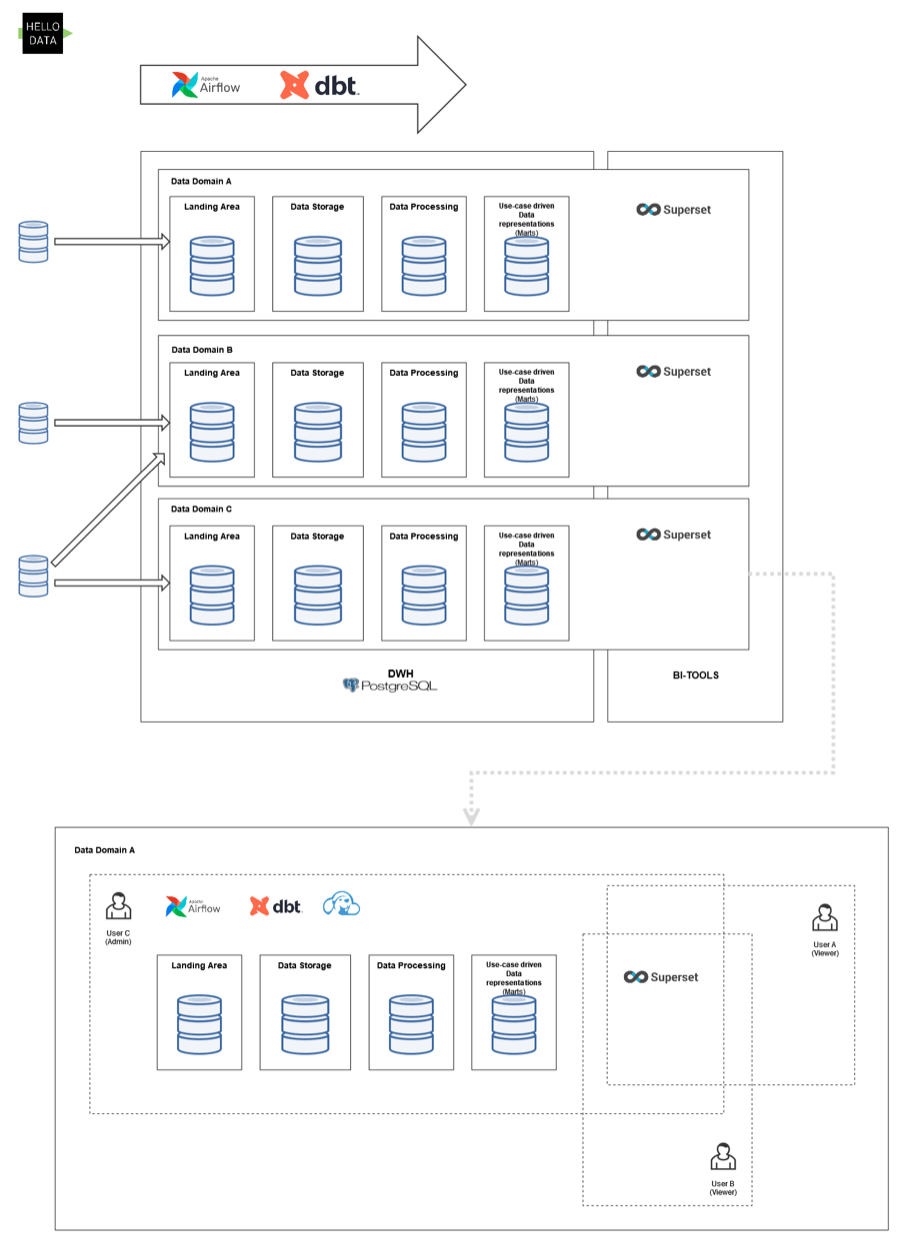 HELLO
DATA
Apache
Airflow
dbt
Data Domain A
Landing Area
Data Storage
Data Processing
Use-case driven
Data
representations
(Marts)
Superset
Data Domain B
Landing Area
Data Storage
Data Processing
Use-case driven
Data
representations
(Marts)
Superset
Data Domain C
Landing Area
Data Storage
Data Processing
Use-case driven
Data
representations
(Marts)
Superset
DWH
PostgreSQL
BI-TOOLS
Data Domain A
User C
(Admin)
Apache
Airflow
dbt
User A
(Viewer)
Landing Area
Data Storage
Data Processing
Use-case driven
Data
representations
(Marts)
Superset
User B
(Viewer)